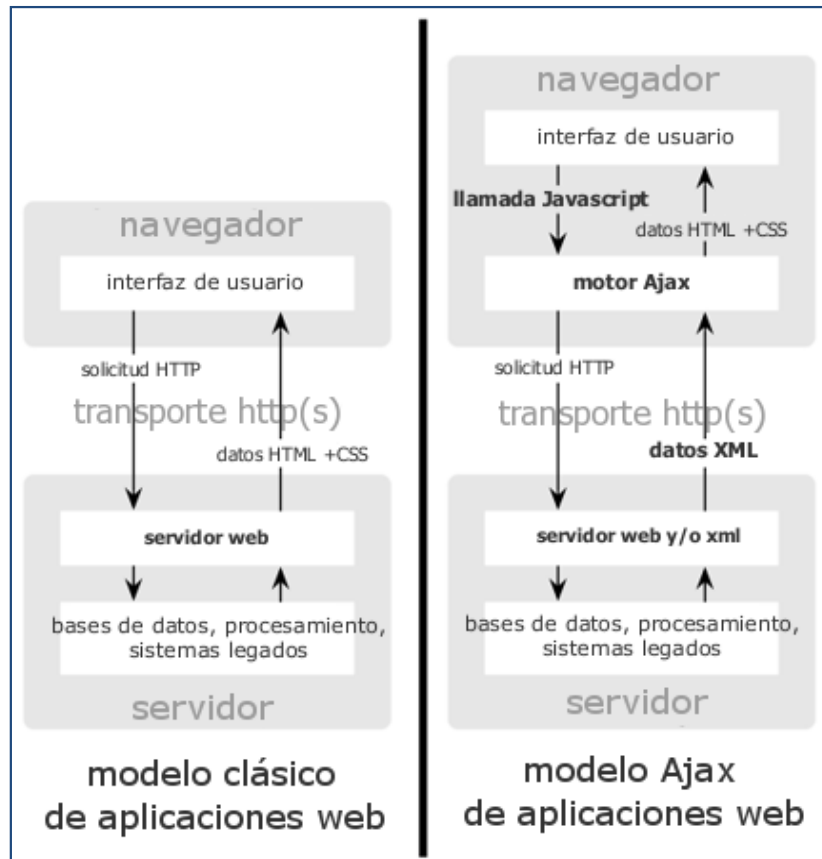 navegador
interfaz de usuario
solicitud HTTP
transporte http(s)
datos HTML +CSS
servidor web
bases de datos, procesamiento,
sistemas legados
servidor
modelo clásico
de aplicaciones web
navegador
interfaz de usuario
llamada Javascript
datos HTML +CSS
motor Ajax
solicitud HTTP
transporte http(s)
datos XML
servidor web y/o xml
bases de datos, procesamiento,
sistemas legados
servidor
modelo Ajax
de aplicaciones web